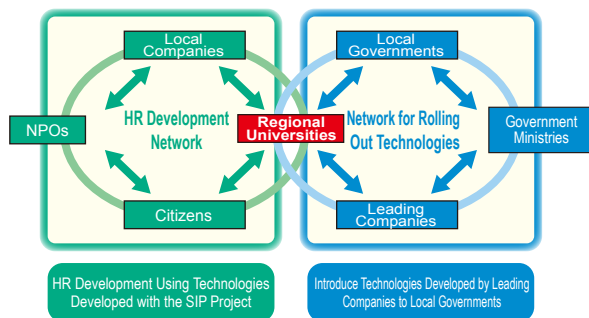 Local
Companies
Local
Governments
NPOs
HR Development
Network
Regional
Universities
Network for Rolling
Out Technologies
Government
Ministries
Citizens
Leading
Companies
HR Development Using Technologies
Developed with the SIP Project
Introduce Technologies Developed by Leading
Companies to Local Governments